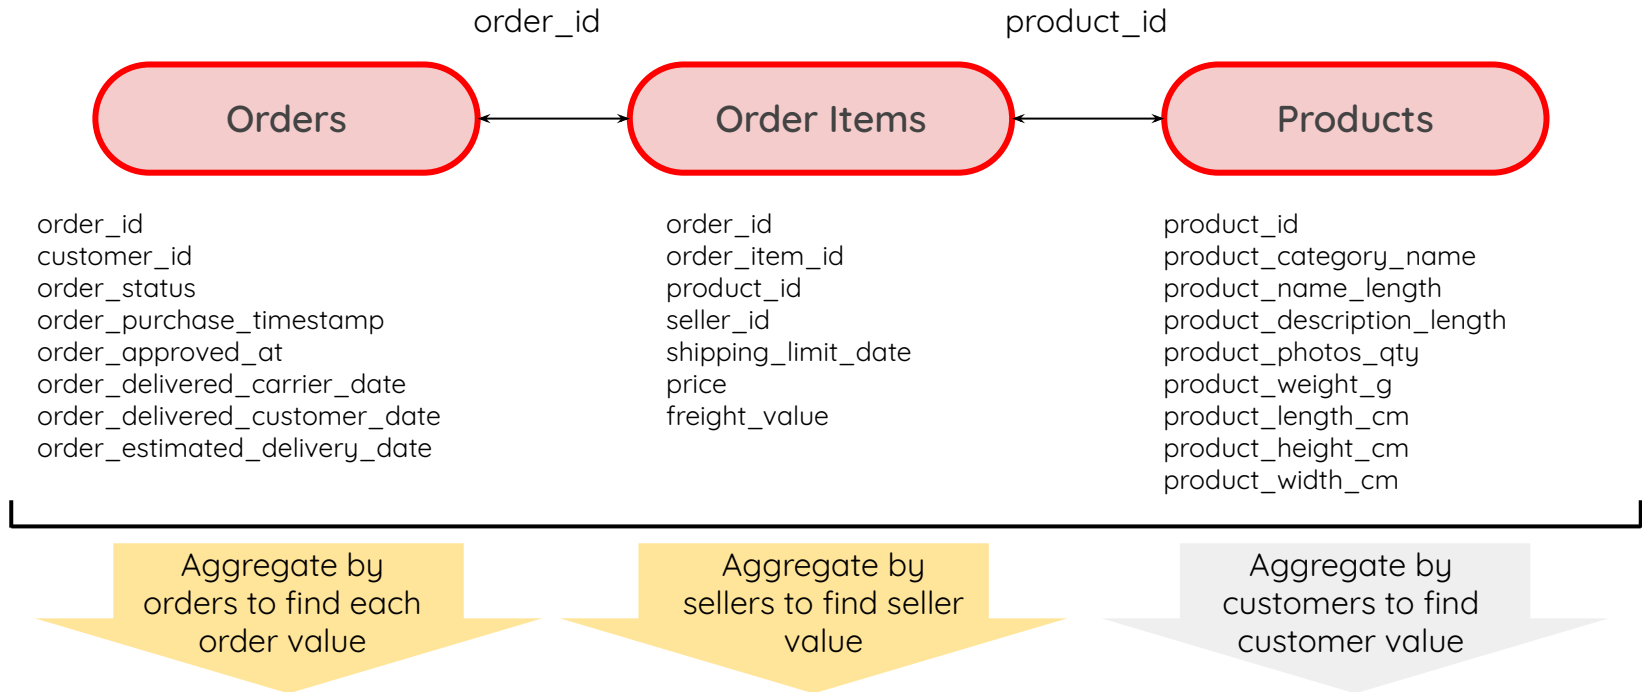 order_id
product_id
Orders
Order Items
Products
order_id
customer_id
order_status
order_purchase_timestamp
order_approved_at
order_delivered_carrier_date
order_delivered_customer_date
order_estimated_delivery_date
order_id
order_item_id
product_id
seller_id
shipping_limit_date
price
freight_value
product_id
product_category_name
product_name_length
product_description_length
product_photos_qty
product_weight_g
product_length_cm
product_height_cm
product_width_cm
Aggregate by
orders to find each
order value
Aggregate by
sellers to find seller
value
Aggregate by
customers to find
customer value